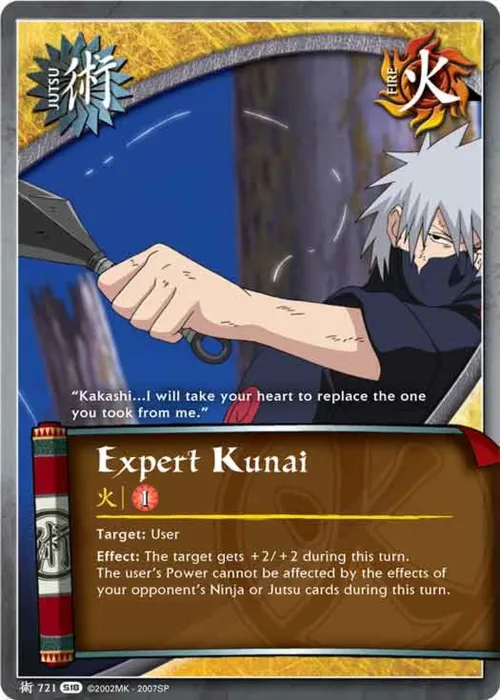 JUTSU 術
FIRE 火
"Kakashi...I will take your heart to replace the one
you took from me."
Expert Kunai
火 | 1
Target: User
Effect: The target gets +2/+2 during this turn.
The user's Power cannot be affected by the effects of
your opponent's Ninja or Jutsu cards during this turn.
術
術 721 S18 ©2002MK - 2007SP